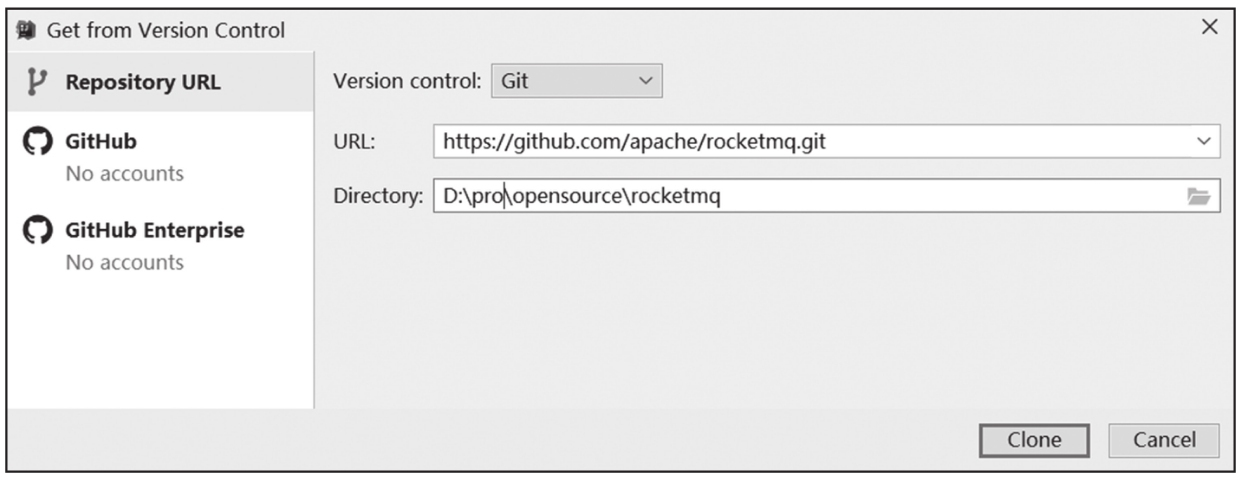 Get from Version Control
Repository URL
GitHub
No accounts
GitHub Enterprise
No accounts
Version control: Git
URL: https://github.com/apache/rocketmq.git
Directory: D:\pro\opensource\rocketmq
Clone Cancel